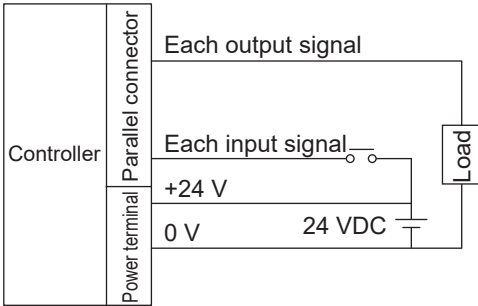 Controller
Parallel connector
Power terminal
Each output signal
Each input signal
+24 V
0 V
24 VDC
Load